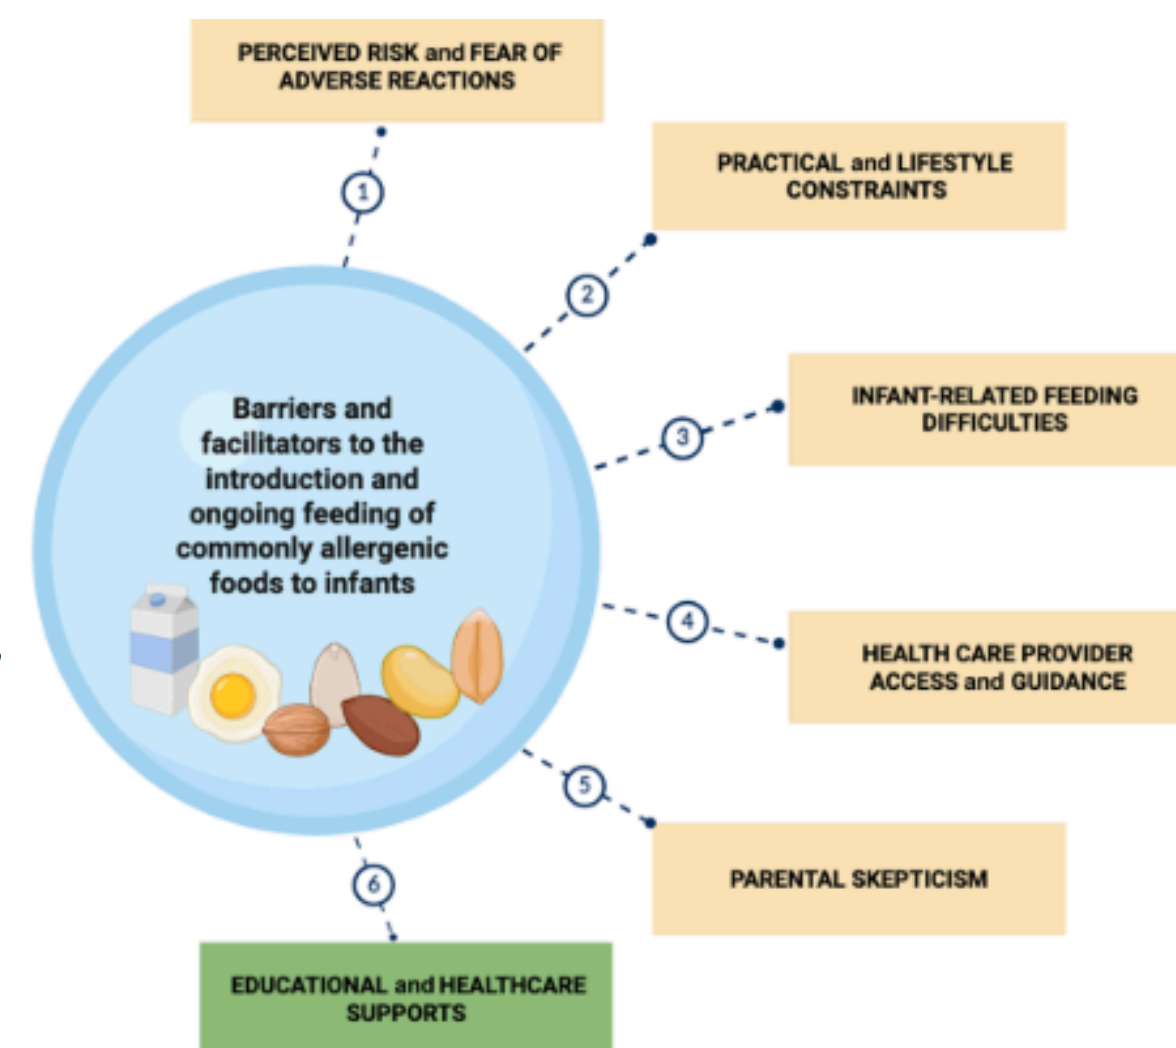 PERCEIVED RISK and FEAR OF
ADVERSE REACTIONS
1
PRACTICAL and LIFESTYLE
CONSTRAINTS
2
INFANT-RELATED FEEDING
DIFFICULTIES
3
Barriers and
facilitators to the
introduction and
ongoing feeding of
commonly allergenic
foods to infants
4
HEALTH CARE PROVIDER
ACCESS and GUIDANCE
5
PARENTAL SKEPTICISM
6
EDUCATIONAL and HEALTHCARE
SUPPORTS